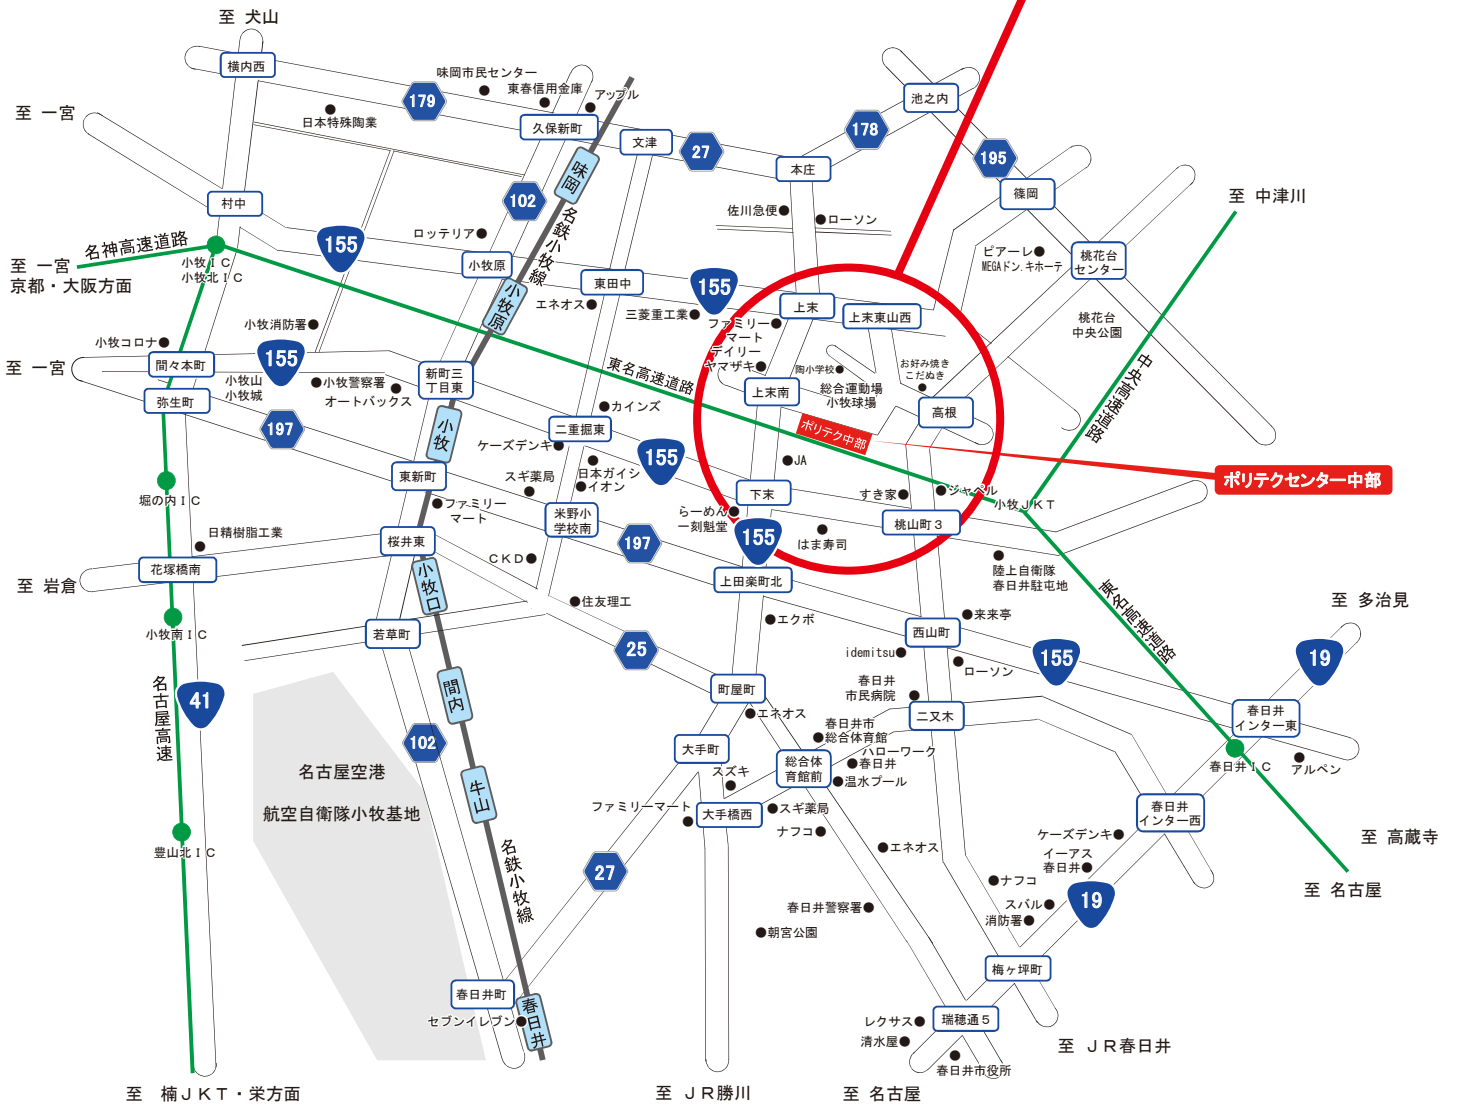 至 犬山
横内西
味岡市民センター
東春信用金庫
アップル
179
日本特殊陶業
久保新町
文津
27
178
池之内
本庄
195
至 一宮
篠岡
至 中津川
味岡
102
村中
佐川急便
ローソン
名鉄小牧線
名神高速道路
155
ロッテリア
ピアーレ
MEGAドン.キホーテ
桃花台
センター
至 一宮
京都・大阪方面
小牧ＩＣ
小牧北ＩＣ
小牧原
東田中
155
小牧原
エネオス
三菱重工業
上末
上末東山西
桃花台
中央公園
小牧消防署
ファミリー
マート
デイリー
ヤマザキ
小牧コロナ
間々本町
155
至 一宮
小牧山
小牧城
小牧警察署
オートバックス
新町三
丁目東
東名高速道路
陶小学校
お好み焼き
こだぬき
総合運動場
小牧球場
上末南
高根
中央高速道路
弥生町
197
小牧
カインズ
二重掘東
ケーズデンキ
ポリテク中部
155
JA
東新町
スギ薬局
日本ガイシ
イオン
ポリテクセンター中部
堀の内ＩＣ
ファミリー
マート
米野小
学校南
下末
すき家
ジャペル
小牧ＪＫＴ
らーめん
一刻魁堂
桃山町３
日精樹脂工業
桜井東
197
155
はま寿司
花塚橋南
ＣＫＤ
小牧口
上田楽町北
陸上自衛隊
春日井駐屯地
至 岩倉
住友理工
エクボ
来来亭
東名高速道路
至 多治見
小牧南ＩＣ
若草町
25
西山町
idemitsu
ローソン
155
19
名古屋高速
41
間内
町屋町
春日井
市民病院
エネオス
二又木
春日井
インター東
102
大手町
春日井市
総合体育館
ハローワーク
春日井
総合体
育館前
温水プール
春日井ＩＣ
アルペン
名古屋空港
航空自衛隊小牧基地
牛山
スズキ
ファミリーマート
大手橋西
スギ薬局
ナフコ
春日井
インター西
ケーズデンキ
至 高蔵寺
豊山北ＩＣ
名鉄小牧線
27
エネオス
イーアス
春日井
ナフコ
スバル
消防署
19
至 名古屋
春日井警察署
朝宮公園
梅ヶ坪町
春日井町
セブンイレブン
春日井
レクサス
清水屋
瑞穂通５
春日井市役所
至 ＪＲ春日井
至　楠ＪＫＴ・栄方面
至 ＪＲ勝川
至 名古屋